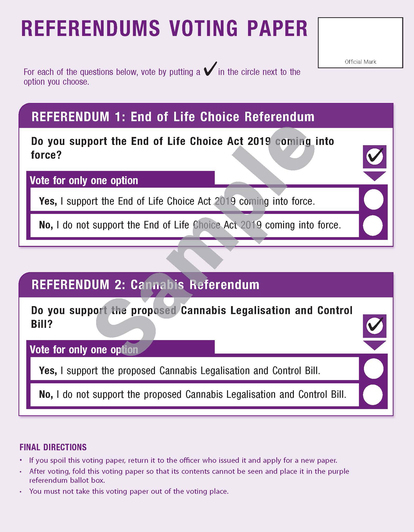 REFERENDUMS VOTING PAPER
Official Mark
For each of the questions below, vote by putting a ✓ in the circle next to the
option you choose.
REFERENDUM 1: End of Life Choice Referendum
Do you support the End of Life Choice Act 2019 coming into
force?
Vote for only one option
Yes, I support the End of Life Choice Act 2019 coming into force.
No, I do not support the End of Life Choice Act 2019 coming into force.
REFERENDUM 2: Cannabis Referendum
Do you support the proposed Cannabis Legalisation and Control
Bill?
Vote for only one option
Yes, I support the proposed Cannabis Legalisation and Control Bill.
No, I do not support the proposed Cannabis Legalisation and Control Bill.
Sample
FINAL DIRECTIONS
• If you spoil this voting paper, return it to the officer who issued it and apply for a new paper.
• After voting, fold this voting paper so that its contents cannot be seen and place it in the purple
referendum ballot box.
• You must not take this voting paper out of the voting place.